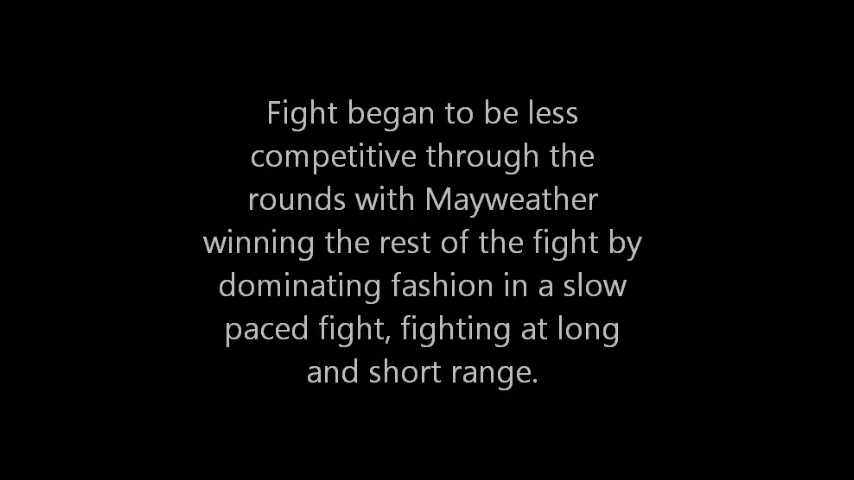 Fight began to be less
competitive through the
rounds with Mayweather
winning the rest of the fight by
dominating fashion in a slow
paced fight, fighting at long
and short range.